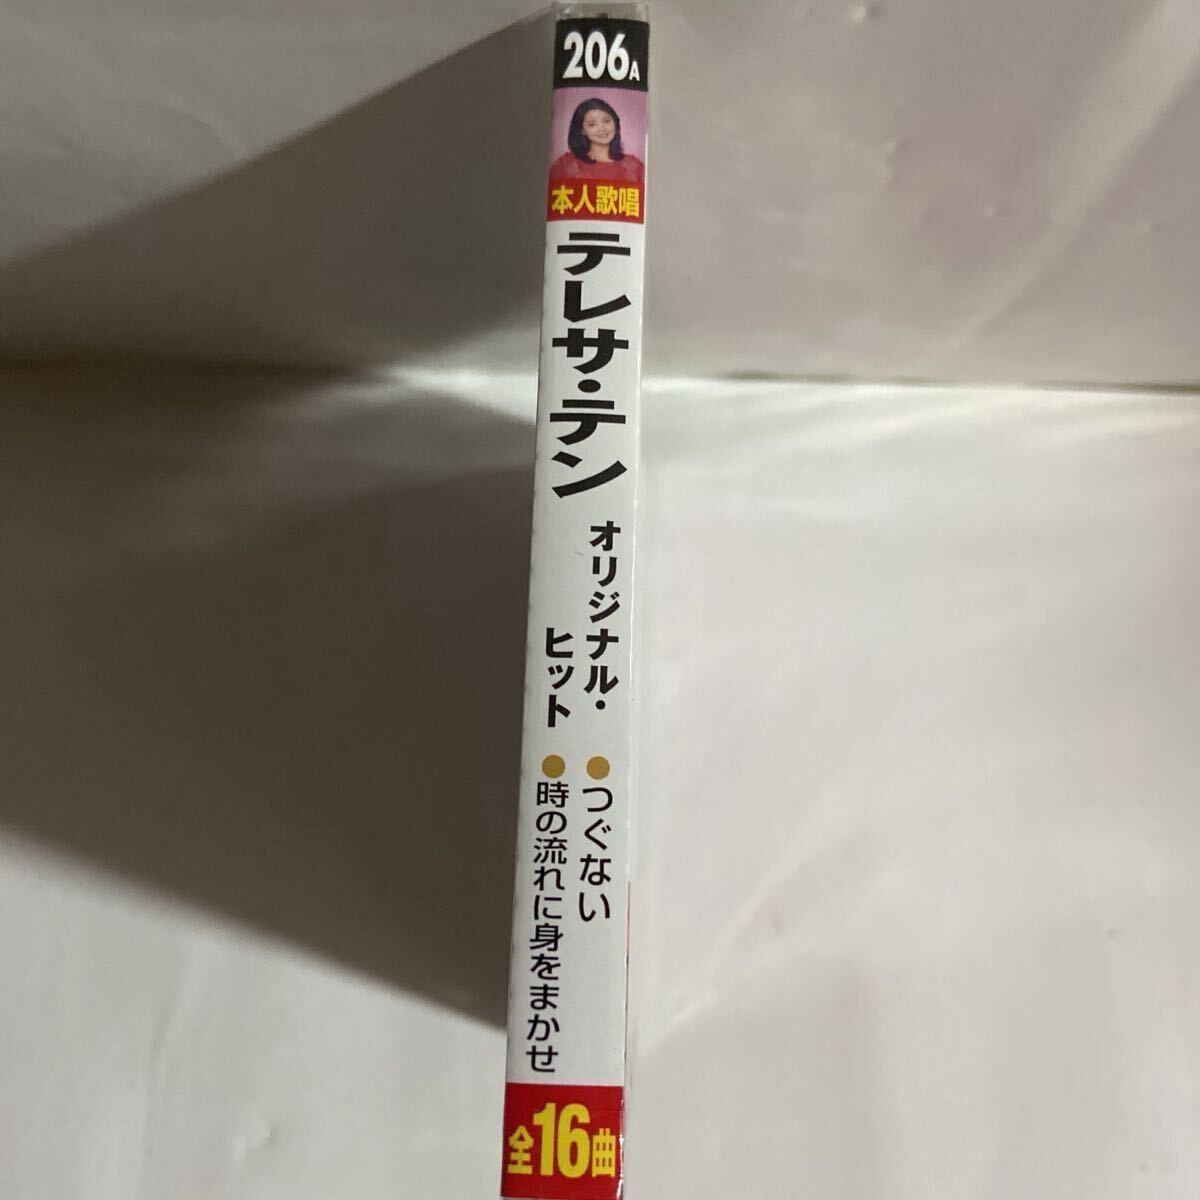 206A
本人歌唱
テレサ・テン
オリジナル・
ヒット
●つぐない
●時の流れに身をまかせ
全16曲